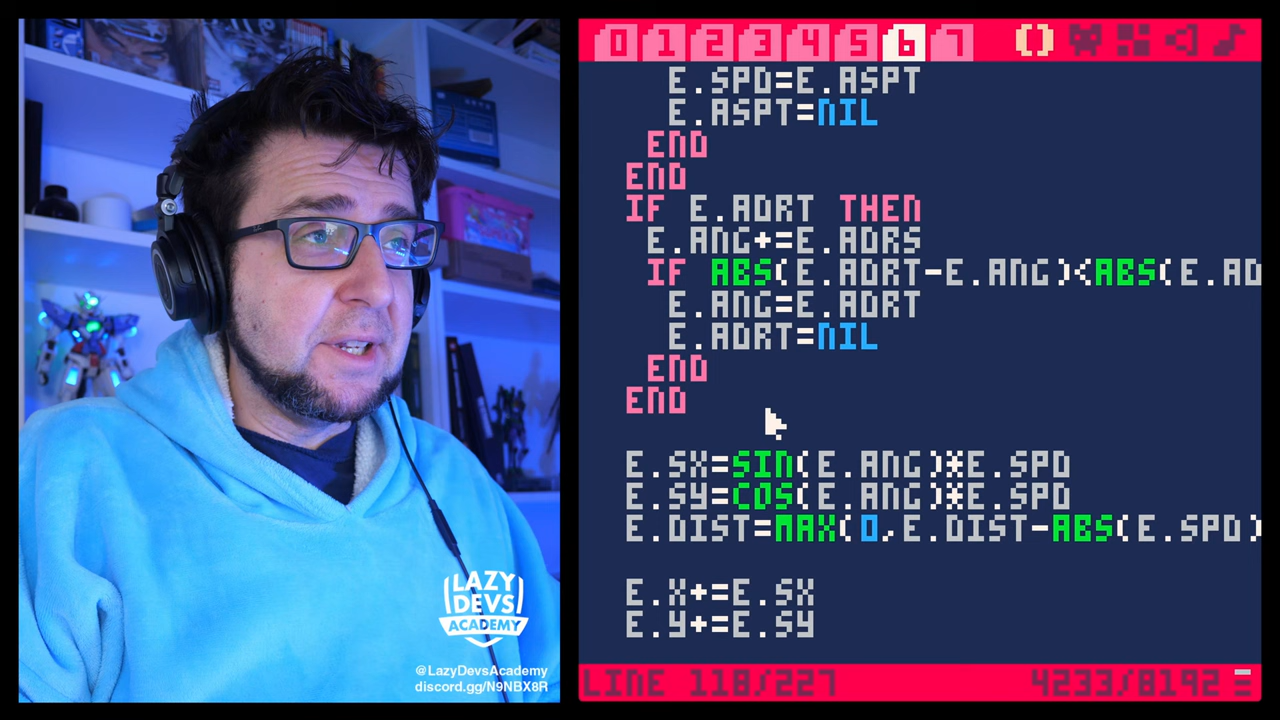 0 1 2 3 4 5 6 7
E.SPD=E.ASPT
E.ASPT=NIL
END
END
IF E.ADRT THEN
E.ANG+=E.ADRS
IF ABS(E.ADRT-E.ANG)<ABS(E.AD
E.ANG=E.ADRT
E.ADRT=NIL
END
END
E.SX=SIN(E.ANG)*E.SPD
E.SY=COS(E.ANG)*E.SPD
E.DIST=MAX(0,E.DIST-ABS(E.SPD)
E.X+=E.SX
E.Y+=E.SY
LINE 118/227
4233/8192
LAZY
DEVS
ACADEMY
@LazyDevsAcademy
discord.gg/N9NBX8R